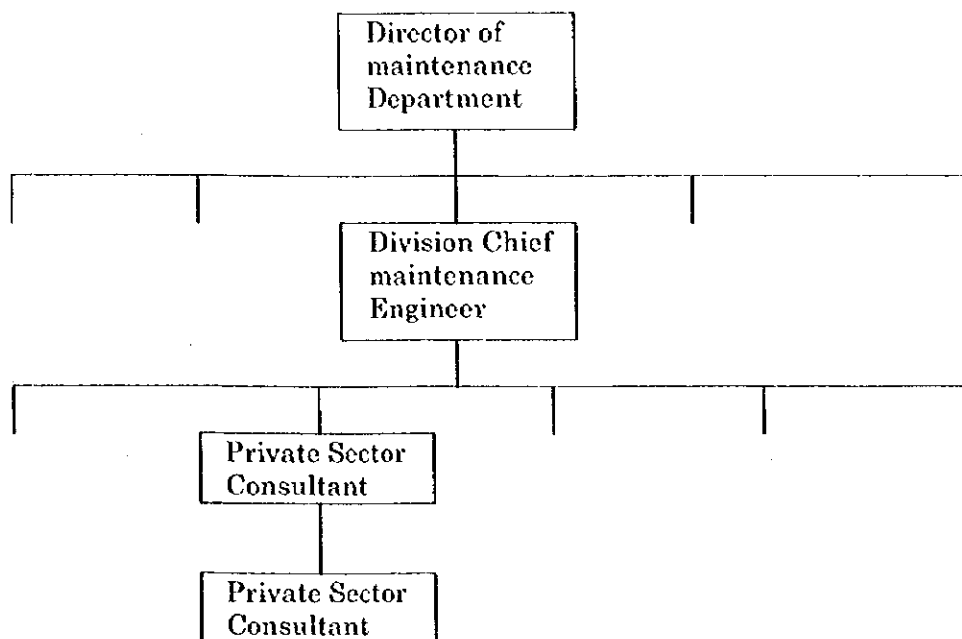 Director of
maintenance
Department
Division Chief
maintenance
Engineer
Private Sector
Consultant
Private Sector
Consultant